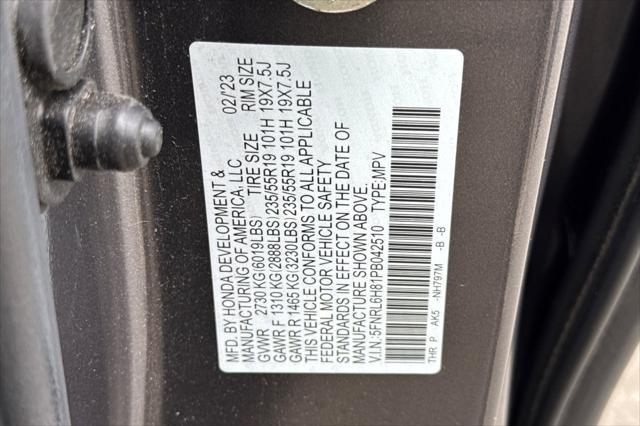 MFD. BY HONDA DEVELOPMENT & 02/23
MANUFACTURING OF AMERICA, LLC
TIRE SIZE RIM SIZE
GVWR 2730 KG(6019LBS)
GAWR F 1310 KG(2888LBS)235/55R19 101H 19X7.5J
GAWR R 1465 KG(3230LBS)235/55R19 101H 19X7.5J
THIS VEHICLE CONFORMS TO ALL APPLICABLE
FEDERAL MOTOR VEHICLE SAFETY
STANDARDS IN EFFECT ON THE DATE OF
MANUFACTURE SHOWN ABOVE.
V.I.N: 5FNRL6H81PB042510 TYPE:MPV
THR P AK5 -NH797M -B -B